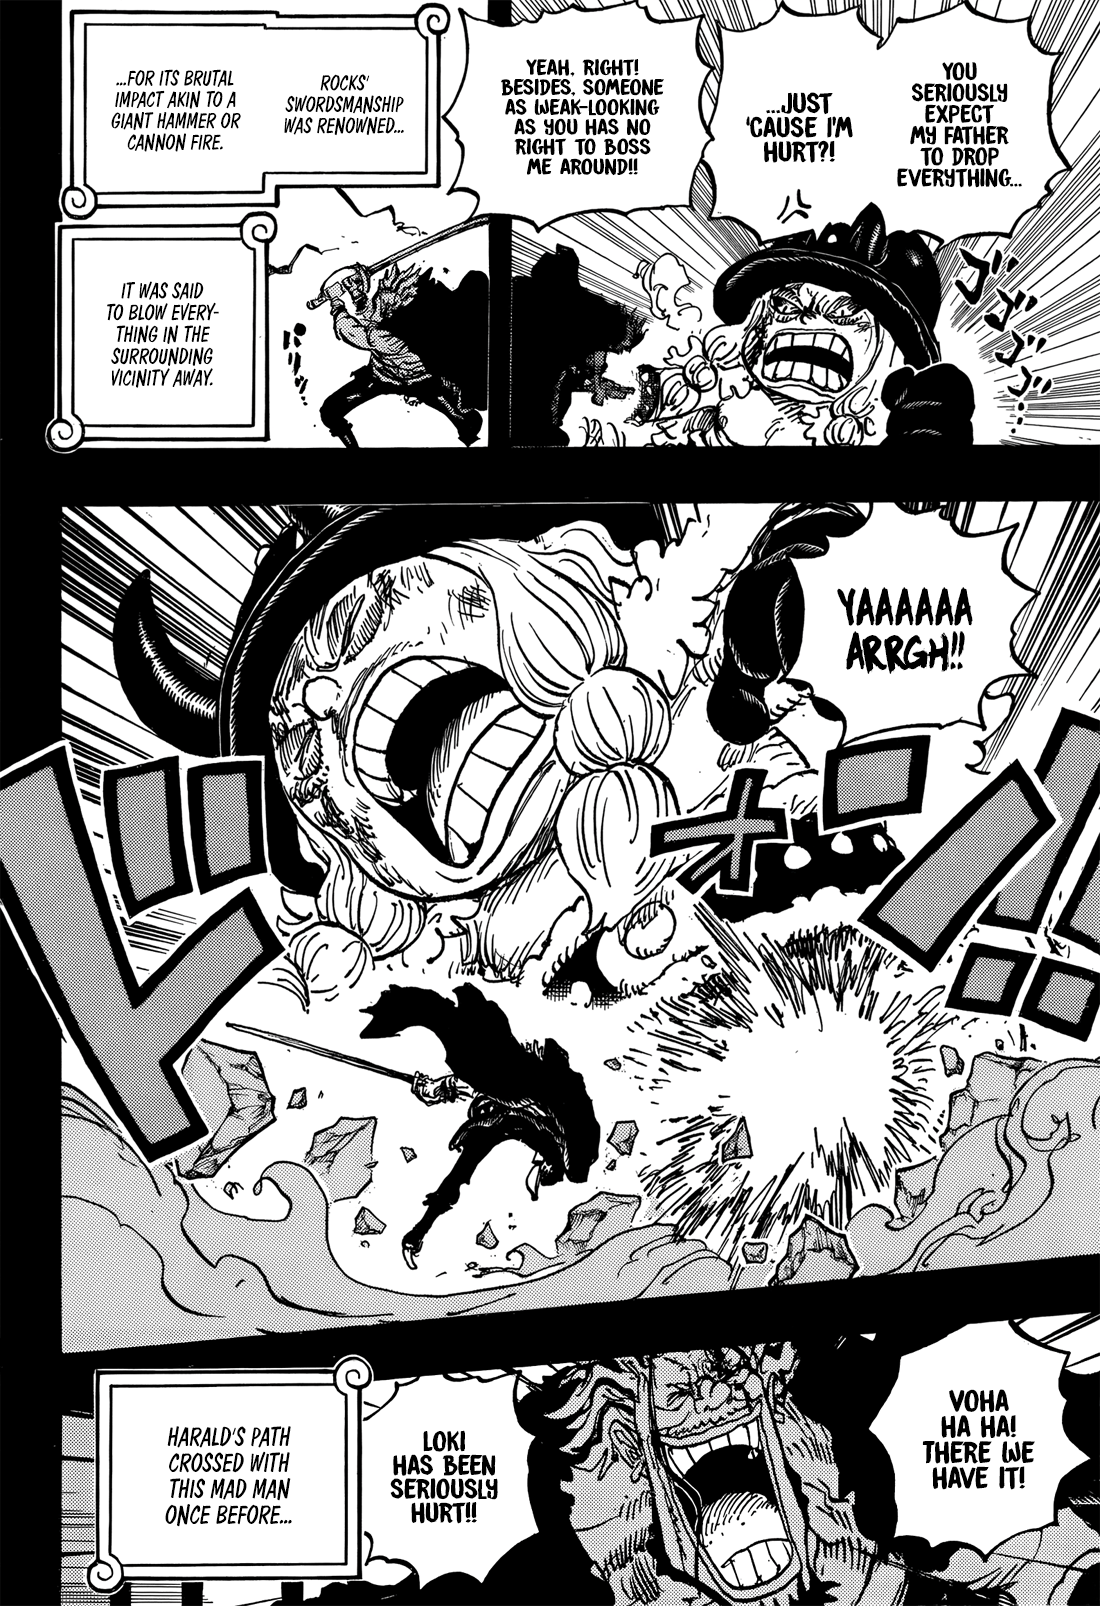 YOU
SERIOUSLY
EXPECT
MY FATHER
TO DROP
EVERYTHING...
...JUST
'CAUSE I'M
HURT?!
YEAH, RIGHT!
BESIDES, SOMEONE
AS WEAK-LOOKING
AS YOU HAS NO
RIGHT TO BOSS
ME AROUND!!
ゴゴゴゴ
ROCKS'
SWORDSMANSHIP
WAS RENOWNED...
...FOR ITS BRUTAL
IMPACT AKIN TO A
GIANT HAMMER OR
CANNON FIRE.
IT WAS SAID
TO BLOW EVERY-
THING IN THE
SURROUNDING
VICINITY AWAY.
YAAAAAA
ARRGH!!
ドオン!!
VOHA
HA HA!
THERE WE
HAVE IT!
LOKI
HAS BEEN
SERIOUSLY
HURT!!
HARALD'S PATH
CROSSED WITH
THIS MAD MAN
ONCE BEFORE...